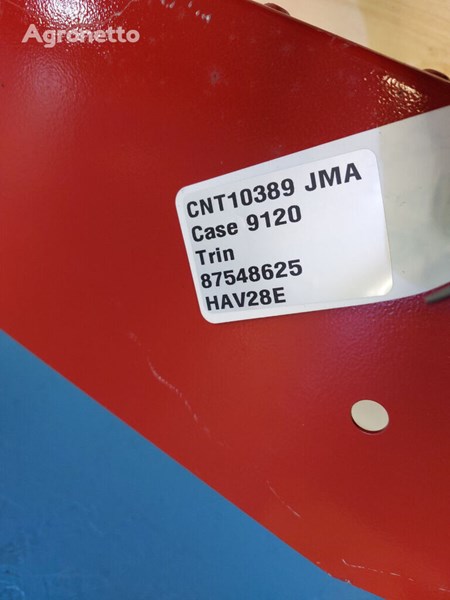 Agronetto
CNT10389 JMA
Case 9120
Trin
87548625
HAV28E